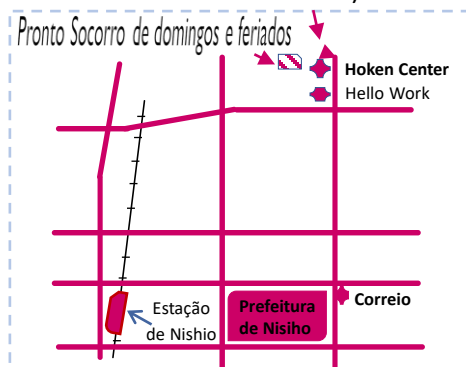 Pronto Socorro de domingos e feriados
Hoken Center
Hello Work
Estação
de Nishio
Prefeitura
de Nisiho
Correio